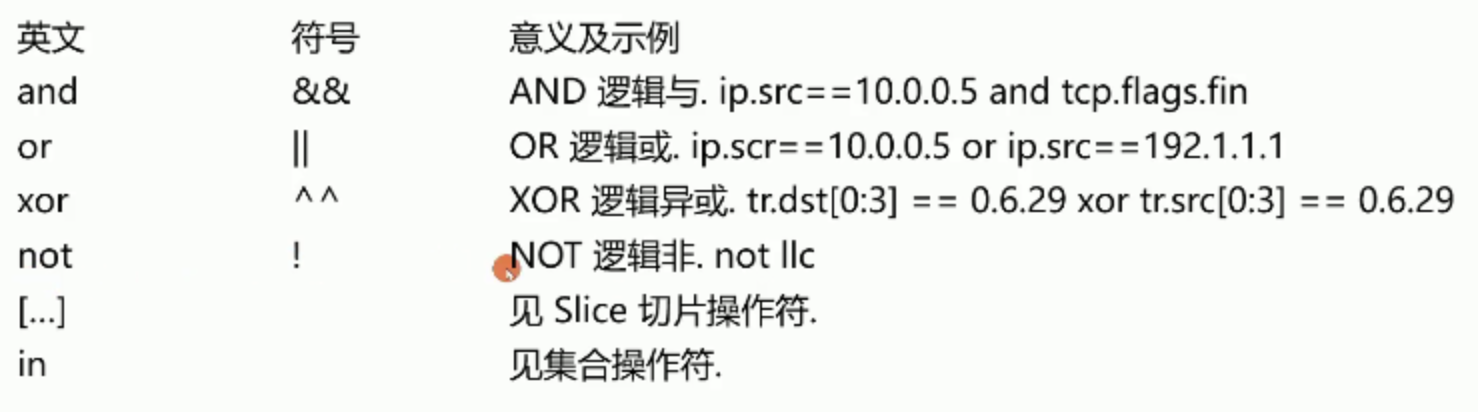 英文 符号 意义及示例
and && AND 逻辑与. ip.src==10.0.0.5 and tcp.flags.fin
or || OR 逻辑或. ip.scr==10.0.0.5 or ip.src==192.1.1.1
xor ^^ XOR 逻辑异或. tr.dst[0:3] == 0.6.29 xor tr.src[0:3] == 0.6.29
not ! NOT 逻辑非. not llc
[...] 见 Slice 切片操作符.
in 见集合操作符.